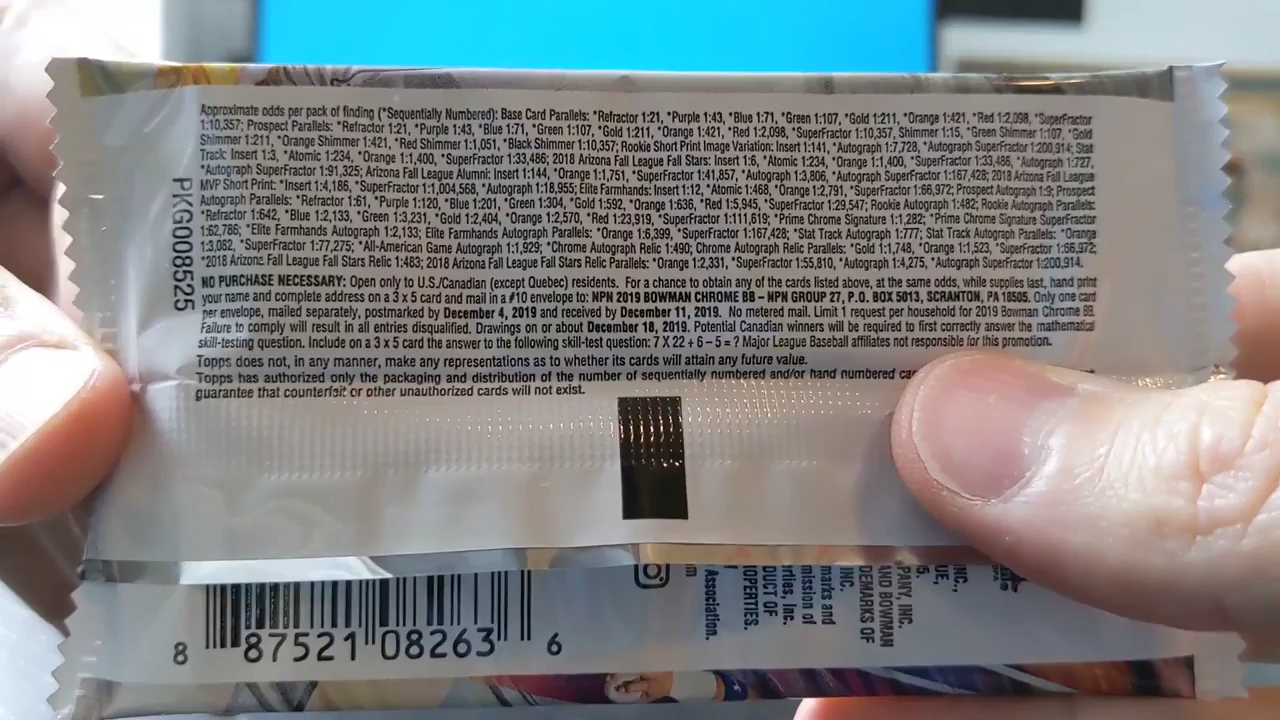 Approximate odds per pack of finding (*Sequentially Numbered): Base Card Parallels: *Refractor 1:21, *Purple 1:43, *Blue 1:71, *Green 1:107, *Gold 1:211, *Orange 1:421, *Red 1:2,098, *SuperFractor
1:10,357; Prospect Parallels: *Refractor 1:21, *Purple 1:43, *Blue 1:71, *Green 1:107, *Gold 1:211, *Orange 1:421, *Red 1:2,098, *SuperFractor 1:10,357, Shimmer 1:15, *Green Shimmer 1:107, *Gold
Shimmer 1:211, *Orange Shimmer 1:421, *Red Shimmer 1:1,051, *Black Shimmer 1:10,357; Rookie Short Print Image Variation: Insert 1:141, *Autograph 1:7,728, *Autograph SuperFractor 1:200,914; Stat
Track: Insert 1:3, *Atomic 1:234, *Orange 1:1,400, *SuperFractor 1:33,486; 2018 Arizona Fall League Fall Stars: Insert 1:6, *Atomic 1:234, *Orange 1:1,400, *SuperFractor 1:33,486, *Autograph 1:727,
*Autograph SuperFractor 1:91,325; Arizona Fall League Alumni: Insert 1:144, *Orange 1:1,751, *SuperFractor 1:41,857, *Autograph 1:3,806, *Autograph SuperFractor 1:167,428; 2018 Arizona Fall League
MVP Short Print: *Insert 1:4,186, *SuperFractor 1:1,004,568, *Autograph 1:18,955; Elite Farmhands: Insert 1:12, *Atomic 1:468, *Orange 1:2,791, *SuperFractor 1:66,972; Prospect Autograph 1:9; Prospect
Autograph Parallels: *Refractor 1:61, *Purple 1:120, *Blue 1:201, *Green 1:304, *Gold 1:592, *Orange 1:636, *Red 1:5,945, *SuperFractor 1:29,547; Rookie Autograph 1:482; Rookie Autograph Parallels:
*Refractor 1:642, *Blue 1:2,133, *Green 1:3,231, *Gold 1:2,404, *Orange 1:2,570, *Red 1:23,919, *SuperFractor 1:111,619; *Prime Chrome Signature 1:1,282; *Prime Chrome Signature SuperFractor
1:62,786; *Elite Farmhands Autograph 1:2,133; Elite Farmhands Autograph Parallels: *Orange 1:6,399, *SuperFractor 1:167,428; *Stat Track Autograph 1:777; Stat Track Autograph Parallels: *Orange
1:3,082, *SuperFractor 1:77,275; *All-American Game Autograph 1:1,929; *Chrome Autograph Relic 1:490; Chrome Autograph Relic Parallels: *Gold 1:1,748, *Orange 1:1,523, *SuperFractor 1:66,972;
*2018 Arizona Fall League Fall Stars Relic 1:483; 2018 Arizona Fall League Fall Stars Relic Parallels: *Orange 1:2,331, *SuperFractor 1:55,810, *Autograph 1:4,275, *Autograph SuperFractor 1:200,914.
NO PURCHASE NECESSARY: Open only to U.S./Canadian (except Quebec) residents. For a chance to obtain any of the cards listed above, at the same odds, while supplies last, hand print
your name and complete address on a 3 x 5 card and mail in a #10 envelope to: NPN 2019 BOWMAN CHROME BB – NPN GROUP 27, P.O. BOX 5013, SCRANTON, PA 18505. Only one card
per envelope, mailed separately, postmarked by December 4, 2019 and received by December 11, 2019. No metered mail. Limit 1 request per household for 2019 Bowman Chrome BB.
Failure to comply will result in all entries disqualified. Drawings on or about December 18, 2019. Potential Canadian winners will be required to first correctly answer the mathematical
skill-testing question. Include on a 3 x 5 card the answer to the following skill-test question: 7 X 22 + 6 – 5 = ? Major League Baseball affiliates not responsible for this promotion.
Topps does not, in any manner, make any representations as to whether its cards will attain any future value.
Topps has authorized only the packaging and distribution of the number of sequentially numbered and/or hand numbered car
guarantee that counterfeit or other unauthorized cards will not exist.
PKG008525
8 87521 08263 6
INC.,
UE,
5.
PANY, INC.
AND BOWMAN
DEMARKS OF
INC.
marks and
mission of
rties, Inc.
DUCT OF
OPERTIES.
Association.
m